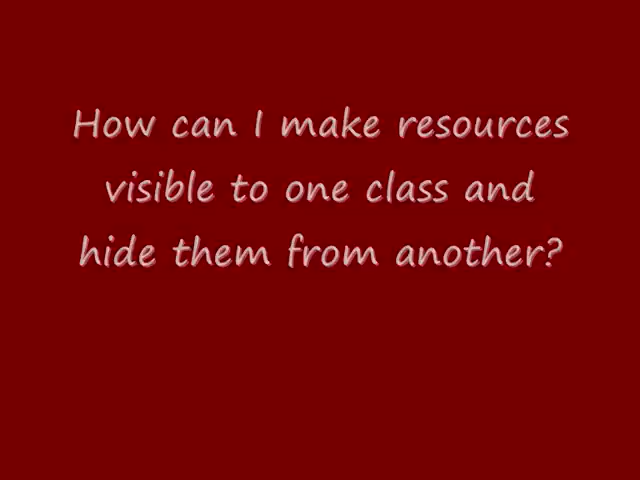 How can I make resources
visible to one class and
hide them from another?